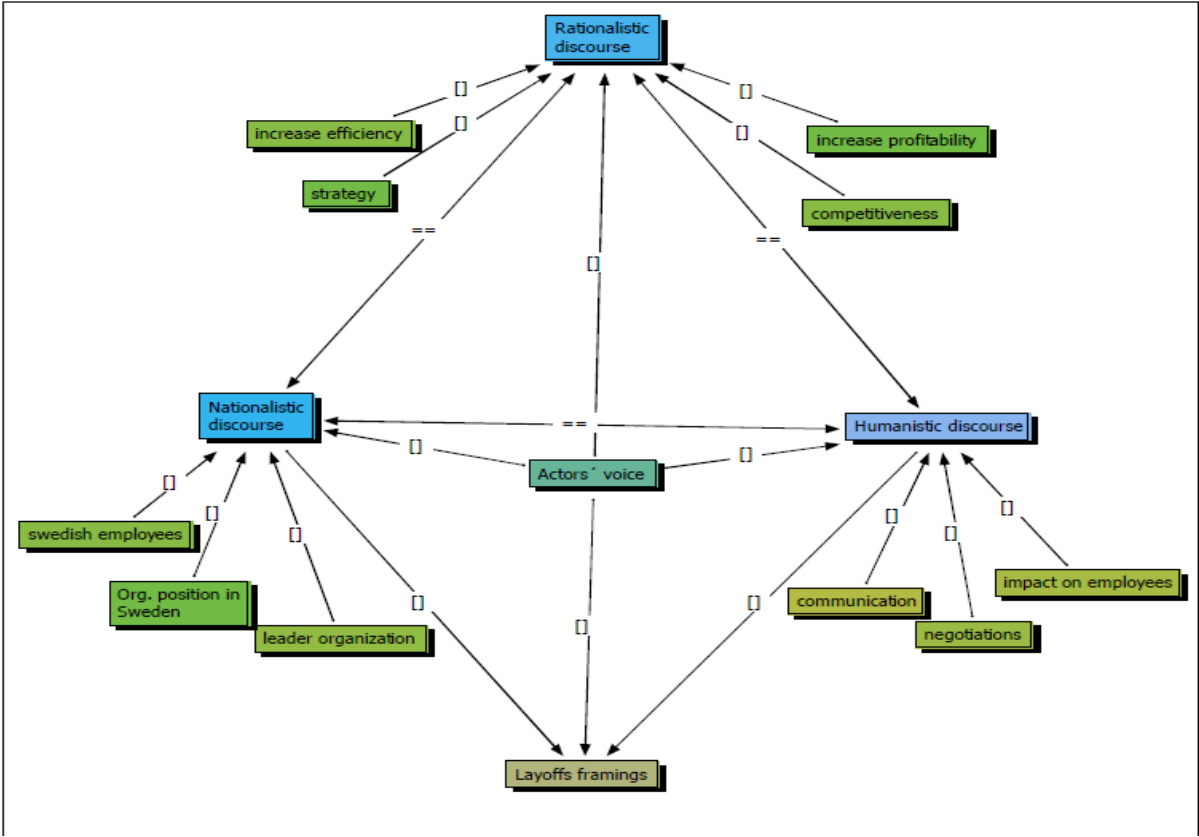 Rationalistic
discourse
[]
[]
increase efficiency
[]
[]
increase profitability
strategy
competitiveness
==
==
[]
Nationalistic
discourse
==
Humanistic discourse
[]
[]
Actors´ voice
[]
[]
[]
[]
[]
[]
swedish employees
Org. position in
Sweden
impact on employees
communication
[]
[]
leader organization
[]
negotiations
Layoffs framings